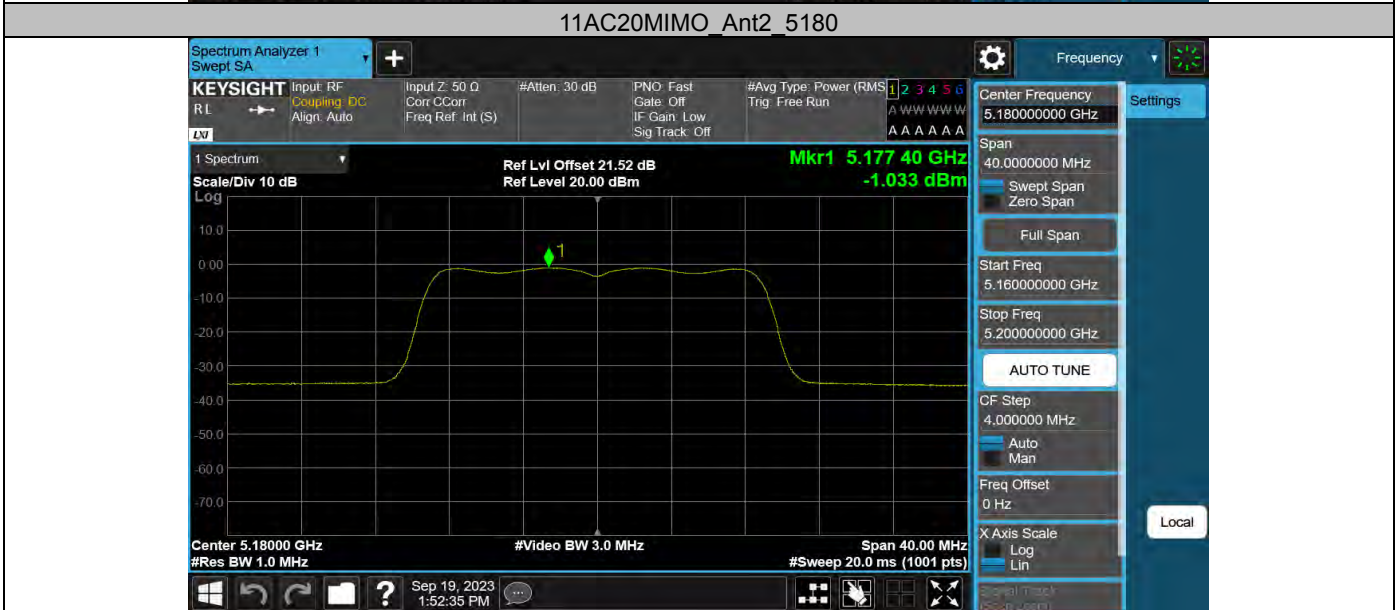 11AC20MIMO_Ant2_5180
Spectrum Analyzer 1
Swept SA
+
Frequency
KEYSIGHT
R L
LXI
Input: RF
Coupling: DC
Align: Auto
Input Z: 50 Ω
Corr CCorr
Freq Ref: Int (S)
#Atten: 30 dB
PNO: Fast
Gate: Off
IF Gain: Low
Sig Track: Off
#Avg Type: Power (RMS
Trig: Free Run
1 2 3 4 5 6
A W W W W W
A A A A A A
1 Spectrum
Scale/Div 10 dB
Log
Ref Lvl Offset 21.52 dB
Ref Level 20.00 dBm
Mkr1 5.177 40 GHz
-1.033 dBm
10.0
0.00
-10.0
-20.0
-30.0
-40.0
-50.0
-60.0
-70.0
1
Center 5.18000 GHz
#Res BW 1.0 MHz
#Video BW 3.0 MHz
Span 40.00 MHz
#Sweep 20.0 ms (1001 pts)
Sep 19, 2023
1:52:35 PM
?
Center Frequency
5.180000000 GHz
Settings
Span
40.0000000 MHz
Swept Span
Zero Span
Full Span
Start Freq
5.160000000 GHz
Stop Freq
5.200000000 GHz
AUTO TUNE
CF Step
4.000000 MHz
Auto
Man
Freq Offset
0 Hz
X Axis Scale
Log
Lin
Local